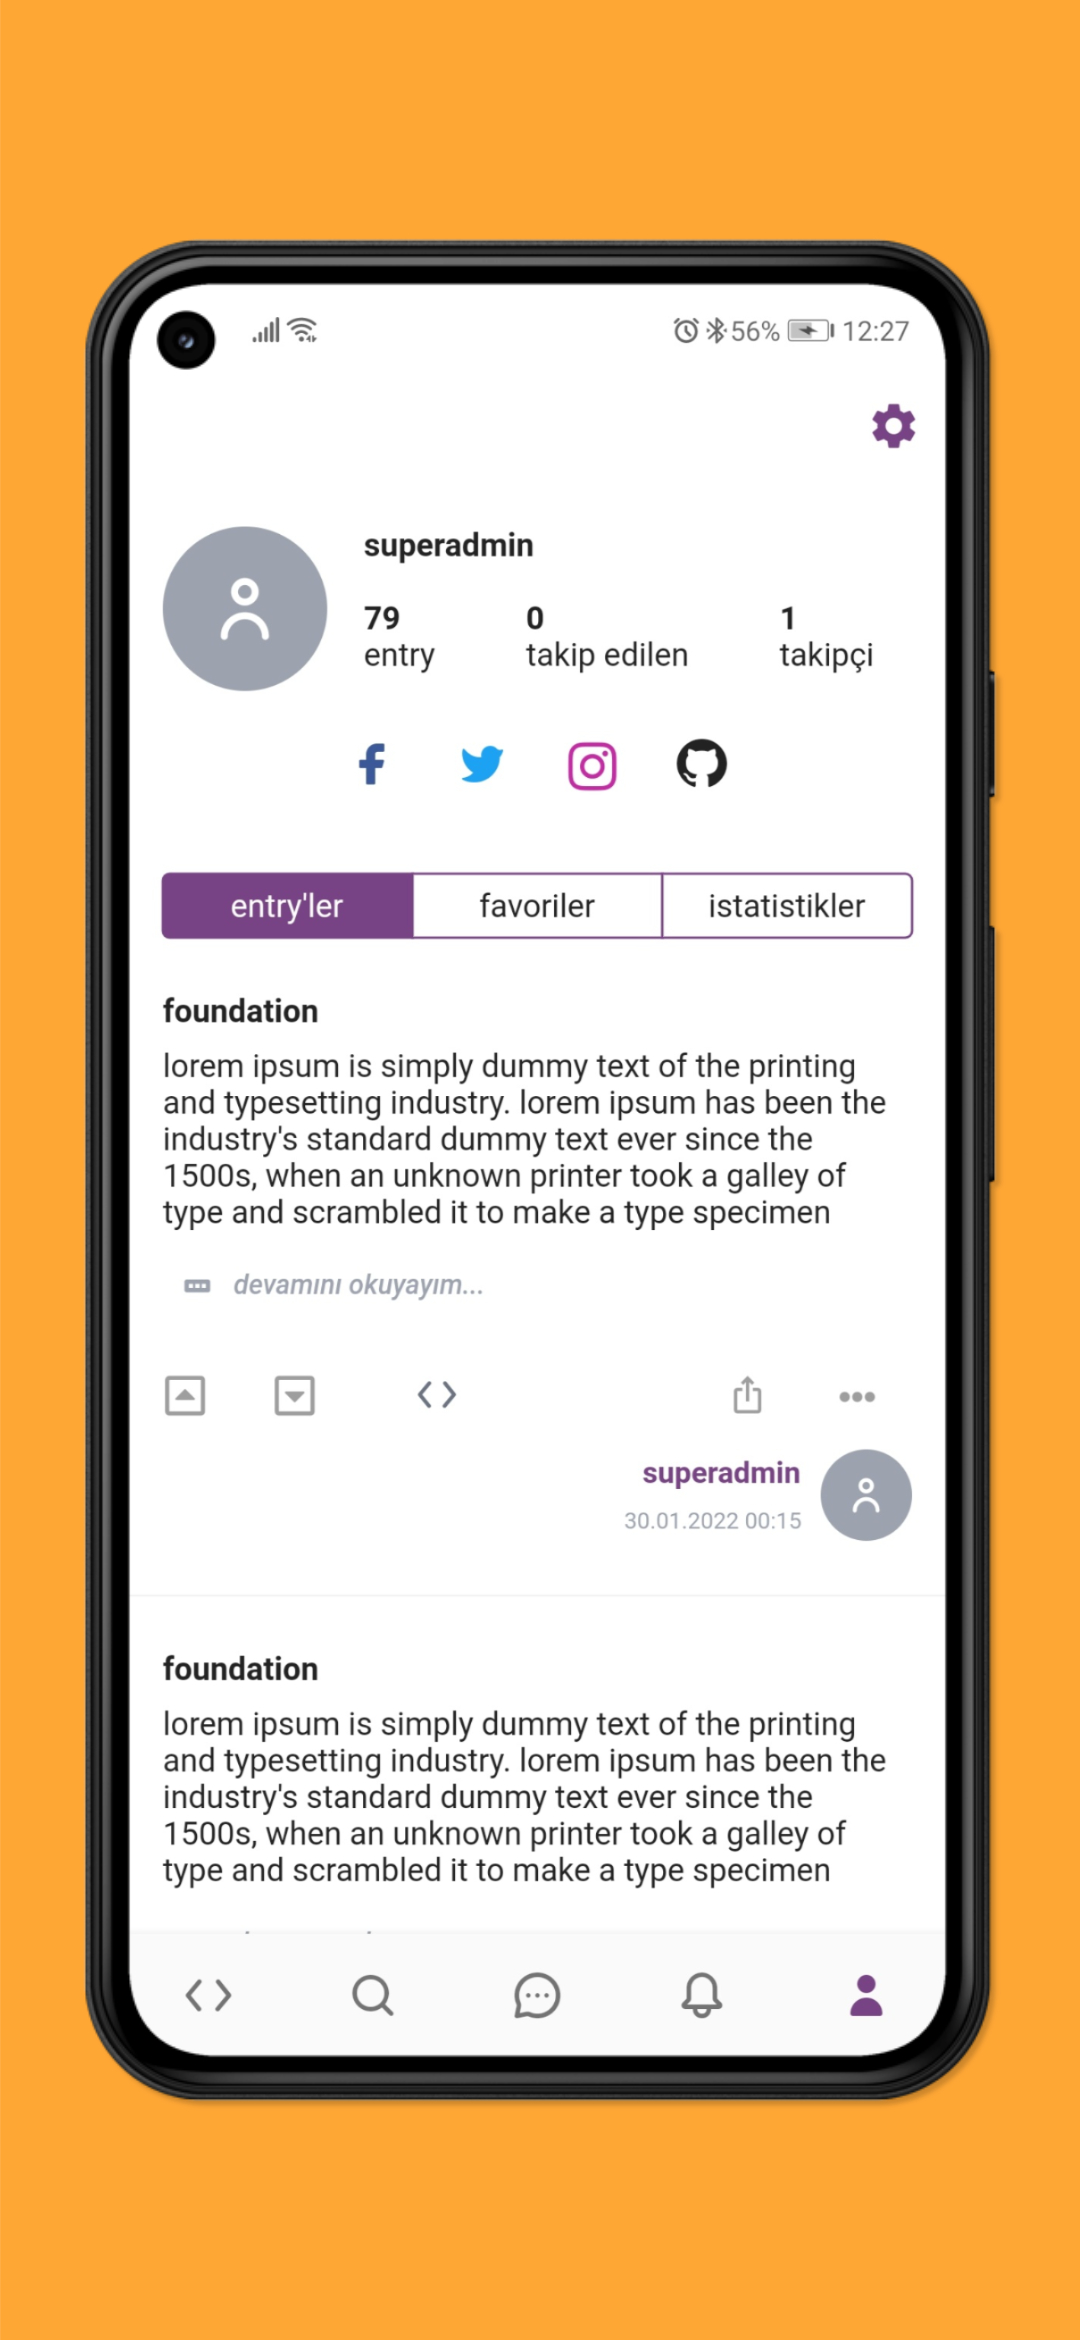 56% 12:27
superadmin
79 0 1
entry takip edilen takipçi
entry'ler favoriler istatistikler
foundation
lorem ipsum is simply dummy text of the printing
and typesetting industry. lorem ipsum has been the
industry's standard dummy text ever since the
1500s, when an unknown printer took a galley of
type and scrambled it to make a type specimen
devamını okuyayım...
superadmin
30.01.2022 00:15
foundation
lorem ipsum is simply dummy text of the printing
and typesetting industry. lorem ipsum has been the
industry's standard dummy text ever since the
1500s, when an unknown printer took a galley of
type and scrambled it to make a type specimen